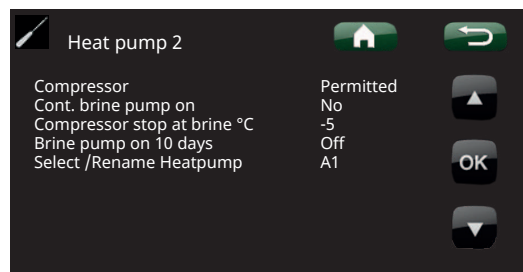 Heat pump 2
Compressor Permitted
Cont. brine pump on No
Compressor stop at brine °C -5
Brine pump on 10 days Off
Select /Rename Heatpump A1
OK